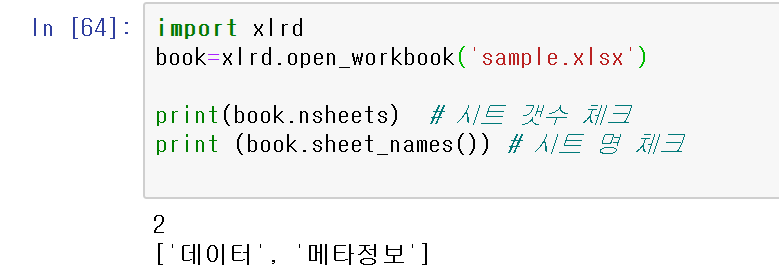 In [64]: import xlrd
book=xlrd.open_workbook('sample.xlsx')
print(book.nsheets)  # 시트 갯수 체크
print (book.sheet_names()) # 시트 명 체크
2
['데이터', '메타정보']